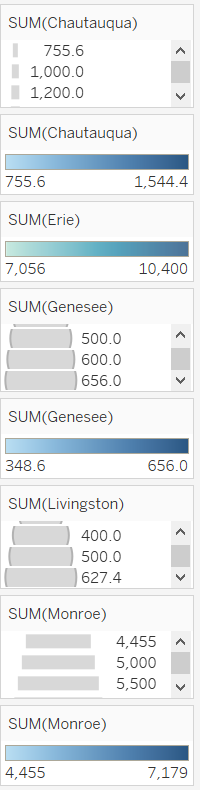 SUM(Chautauqua)
755.6
1,000.0
1,200.0
SUM(Chautauqua)
755.6 1,544.4
SUM(Erie)
7,056 10,400
SUM(Genesee)
500.0
600.0
656.0
SUM(Genesee)
348.6 656.0
SUM(Livingston)
400.0
500.0
627.4
SUM(Monroe)
4,455
5,000
5,500
SUM(Monroe)
4,455 7,179